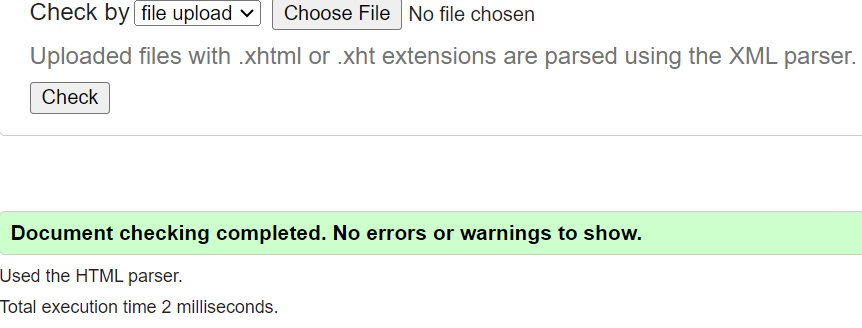 Check by file upload Choose File No file chosen
Uploaded files with .xhtml or .xht extensions are parsed using the XML parser.
Check
Document checking completed. No errors or warnings to show.
Used the HTML parser.
Total execution time 2 milliseconds.